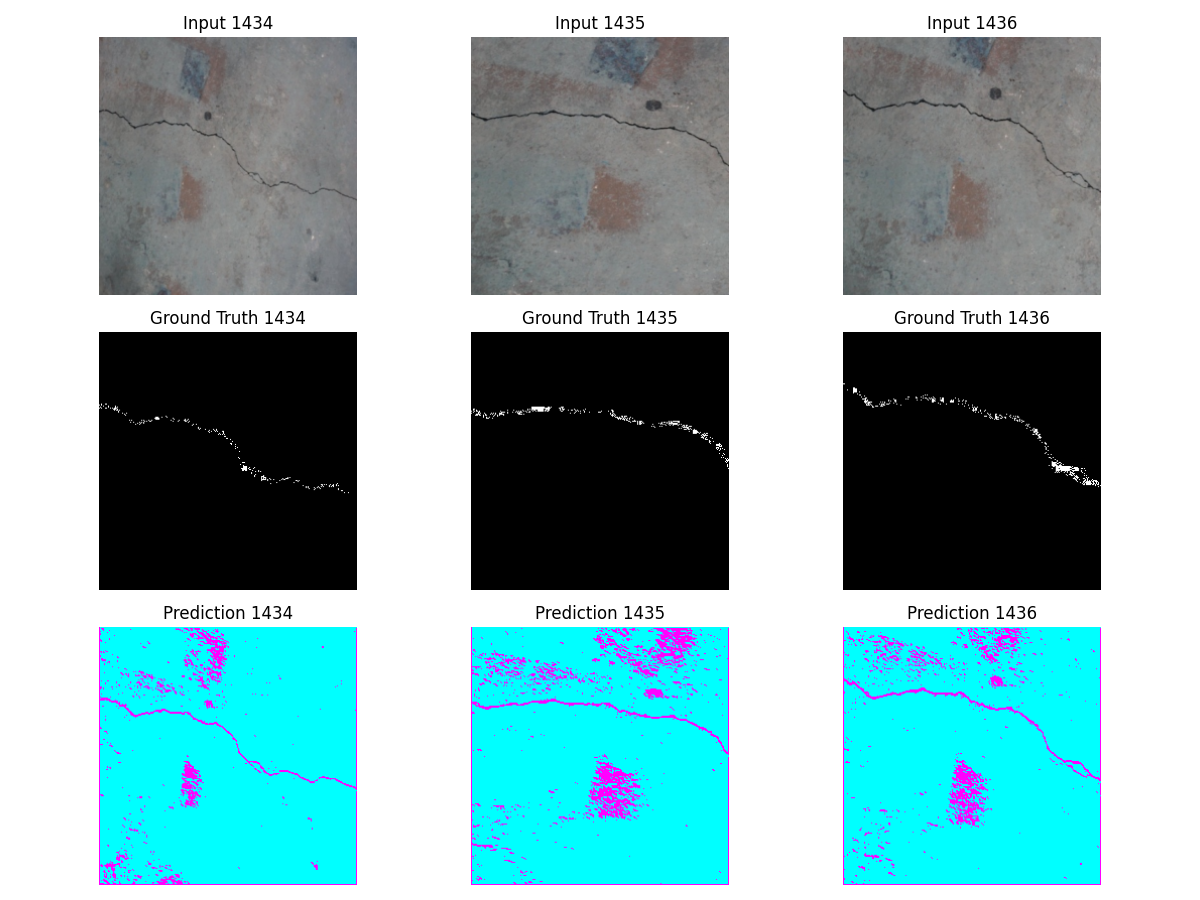 Input 1434
Input 1435
Input 1436
Ground Truth 1434
Ground Truth 1435
Ground Truth 1436
Prediction 1434
Prediction 1435
Prediction 1436